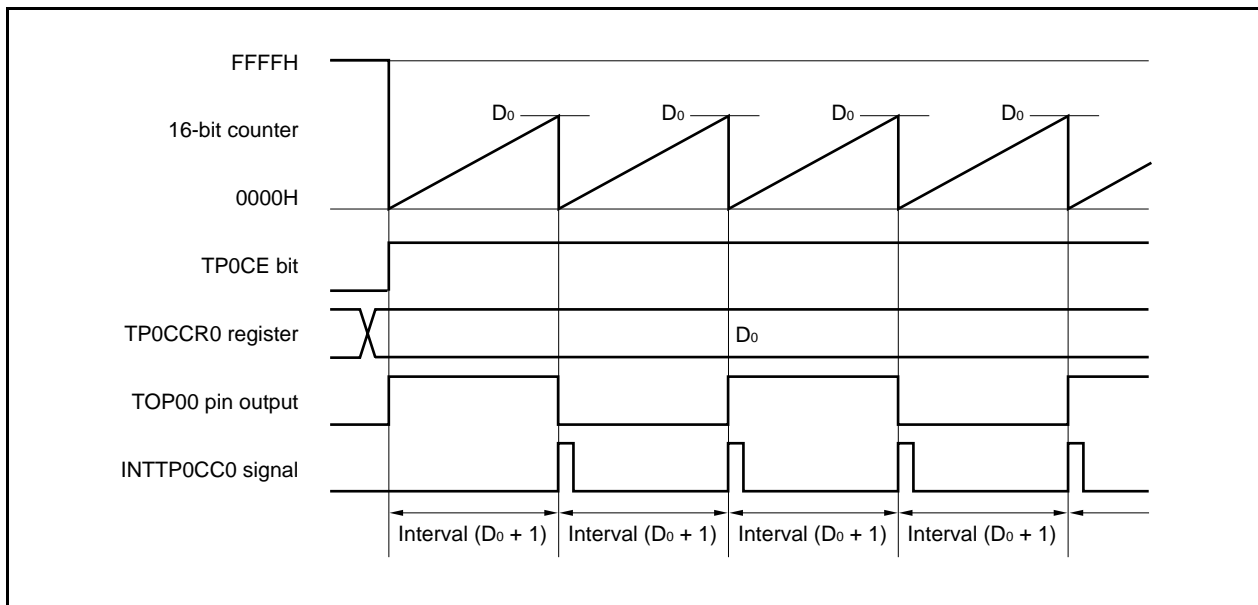 FFFFH
D₀ D₀ D₀ D₀
16-bit counter
0000H
TP0CE bit
TP0CCR0 register D₀
TOP00 pin output
INTTP0CC0 signal
Interval (D₀ + 1) Interval (D₀ + 1) Interval (D₀ + 1) Interval (D₀ + 1)